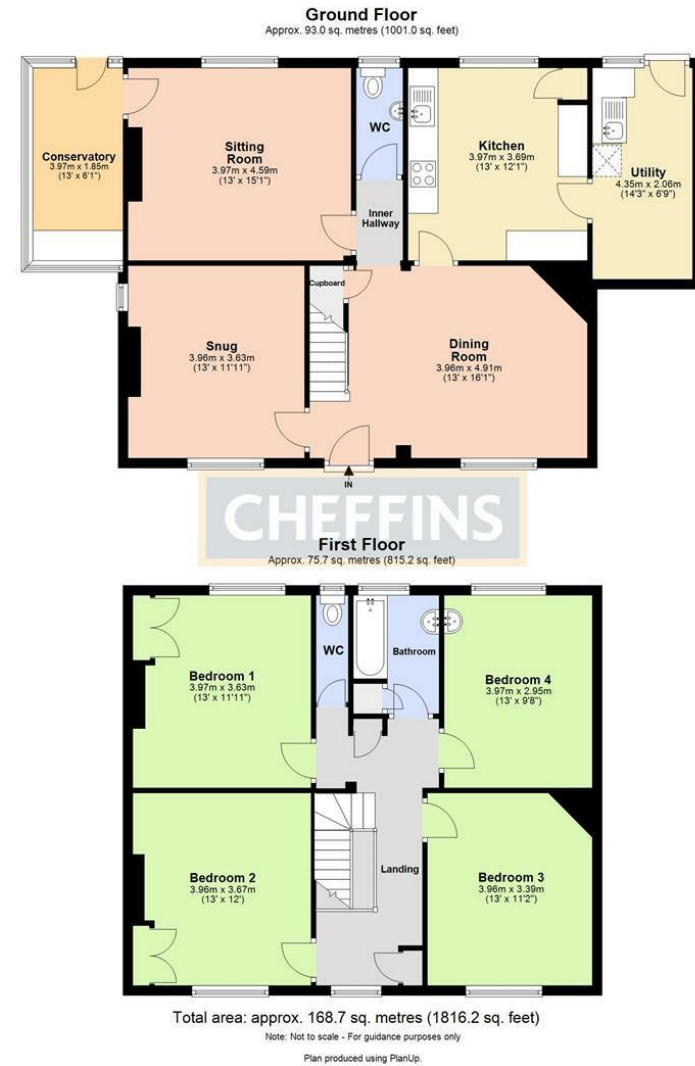 Ground Floor
Approx. 93.0 sq. metres (1001.0 sq. feet)
Conservatory
3.97m x 1.85m
(13' x 6'1")
Sitting
Room
3.97m x 4.59m
(13' x 15'1")
WC
Inner
Hallway
Kitchen
3.97m x 3.69m
(13' x 12'1")
Utility
4.35m x 2.06m
(14'3" x 6'9")
Cupboard
Snug
3.96m x 3.63m
(13' x 11'11")
Dining
Room
3.96m x 4.91m
(13' x 16'1")
IN
CHEFFINS
First Floor
Approx. 75.7 sq. metres (815.2 sq. feet)
Bedroom 1
3.97m x 3.63m
(13' x 11'11")
WC
Bathroom
Bedroom 4
3.97m x 2.95m
(13' x 9'8")
Bedroom 2
3.96m x 3.67m
(13' x 12')
Landing
Bedroom 3
3.96m x 3.39m
(13' x 11'2")
Total area: approx. 168.7 sq. metres (1816.2 sq. feet)
Note: Not to scale - For guidance purposes only
Plan produced using PlanUp.